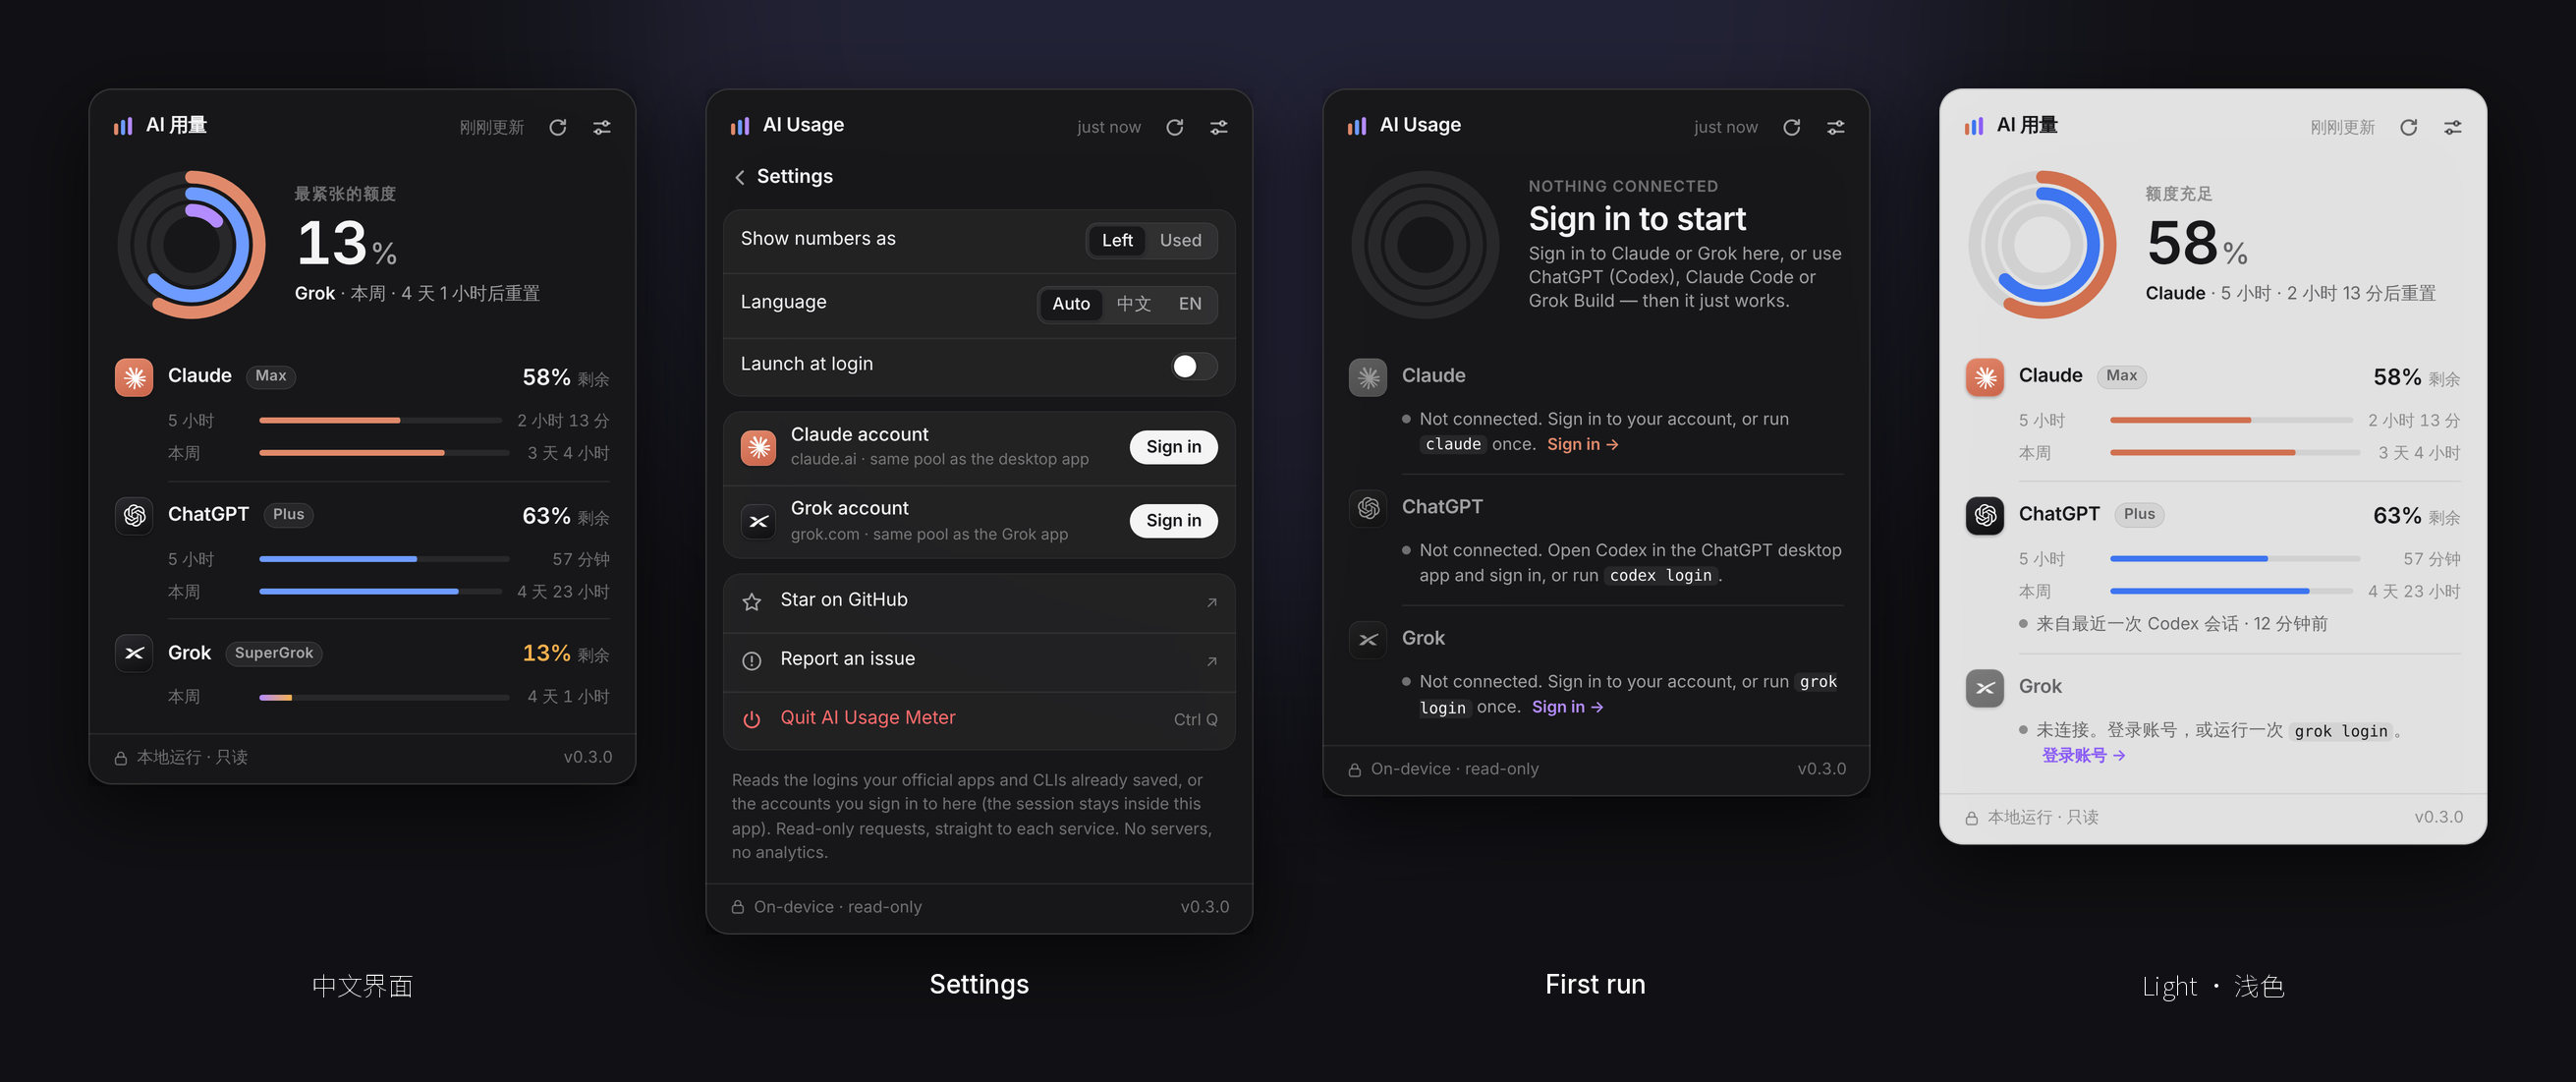 AI 用量
刚刚更新
最紧张的额度
13%
Grok · 本周 · 4 天 1 小时后重置
Claude Max 58% 剩余
5 小时 2 小时 13 分
本周 3 天 4 小时
ChatGPT Plus 63% 剩余
5 小时 57 分钟
本周 4 天 23 小时
Grok SuperGrok 13% 剩余
本周 4 天 1 小时
本地运行 · 只读 v0.3.0
中文界面
AI Usage
just now
Settings
Show numbers as Left Used
Language Auto 中文 EN
Launch at login
Claude account
claude.ai · same pool as the desktop app
Sign in
Grok account
grok.com · same pool as the Grok app
Sign in
Star on GitHub
Report an issue
Quit AI Usage Meter Ctrl Q
Reads the logins your official apps and CLIs already saved, or
the accounts you sign in to here (the session stays inside this
app). Read-only requests, straight to each service. No servers,
no analytics.
On-device · read-only v0.3.0
Settings
AI Usage
just now
NOTHING CONNECTED
Sign in to start
Sign in to Claude or Grok here, or use
ChatGPT (Codex), Claude Code or
Grok Build — then it just works.
Claude
Not connected. Sign in to your account, or run
claude once. Sign in →
ChatGPT
Not connected. Open Codex in the ChatGPT desktop
app and sign in, or run codex login.
Grok
Not connected. Sign in to your account, or run grok
login once. Sign in →
On-device · read-only v0.3.0
First run
AI 用量
刚刚更新
额度充足
58%
Claude · 5 小时 · 2 小时 13 分后重置
Claude Max 58% 剩余
5 小时 2 小时 13 分
本周 3 天 4 小时
ChatGPT Plus 63% 剩余
5 小时 57 分钟
本周 4 天 23 小时
来自最近一次 Codex 会话 · 12 分钟前
Grok
未连接。登录账号，或运行一次 grok login。
登录账号 →
本地运行 · 只读 v0.3.0
Light · 浅色